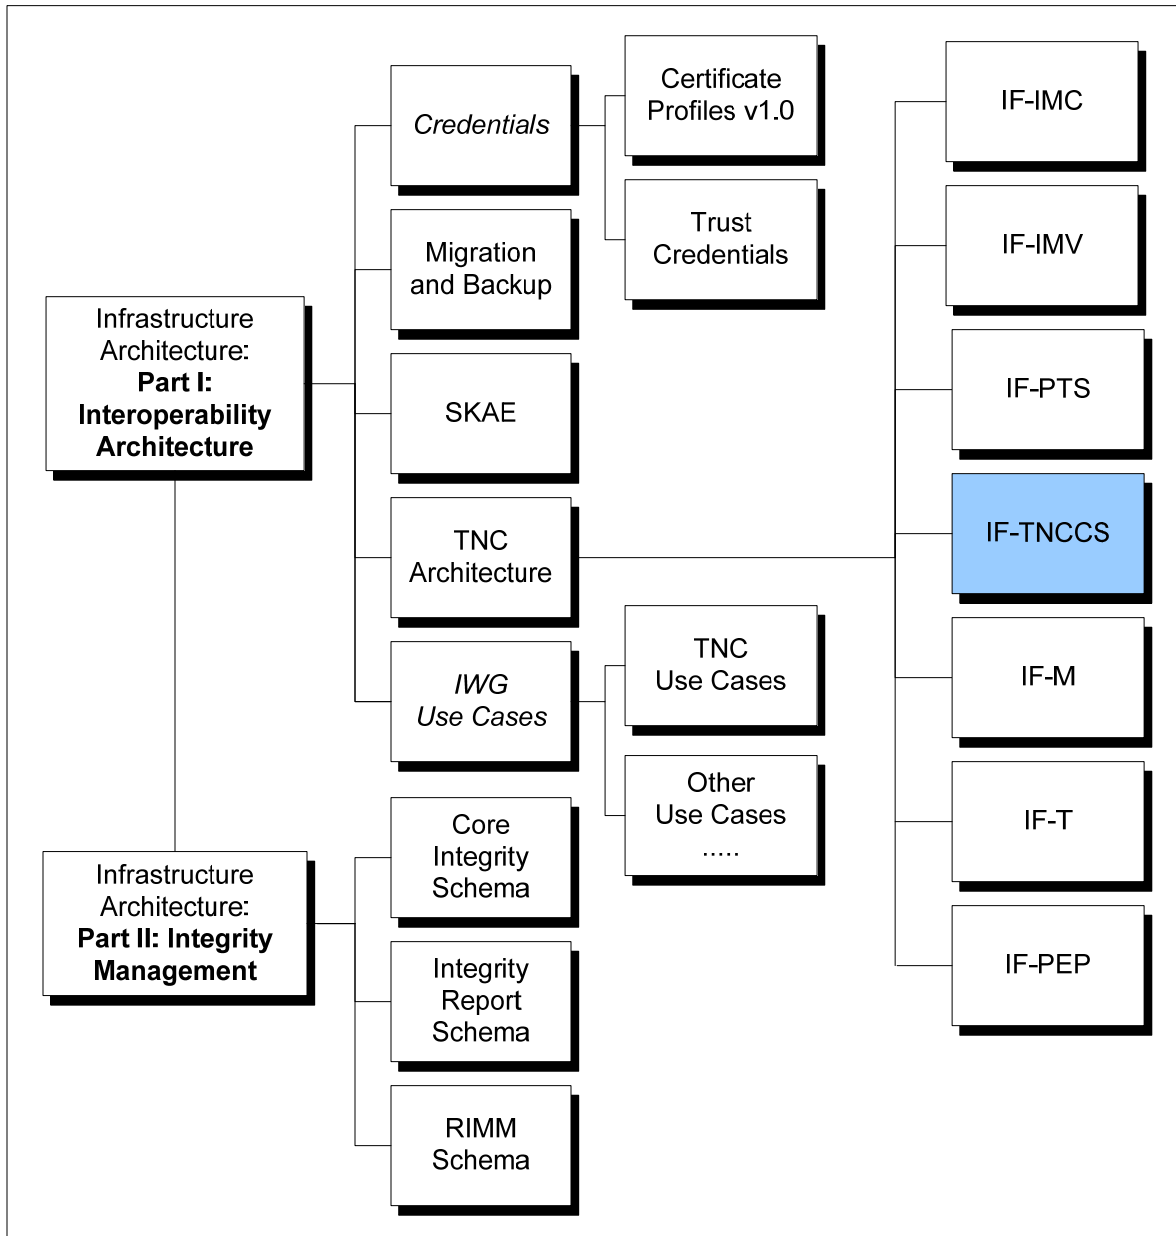 Infrastructure
Architecture:
Part I:
Interoperability
Architecture
Credentials
Certificate
Profiles v1.0
Trust
Credentials
Migration
and Backup
SKAE
TNC
Architecture
IF-IMC
IF-IMV
IF-PTS
IF-TNCCS
IF-M
IF-T
IF-PEP
IWG
Use Cases
TNC
Use Cases
Other
Use Cases
.....
Infrastructure
Architecture:
Part II: Integrity
Management
Core
Integrity
Schema
Integrity
Report
Schema
RIMM
Schema